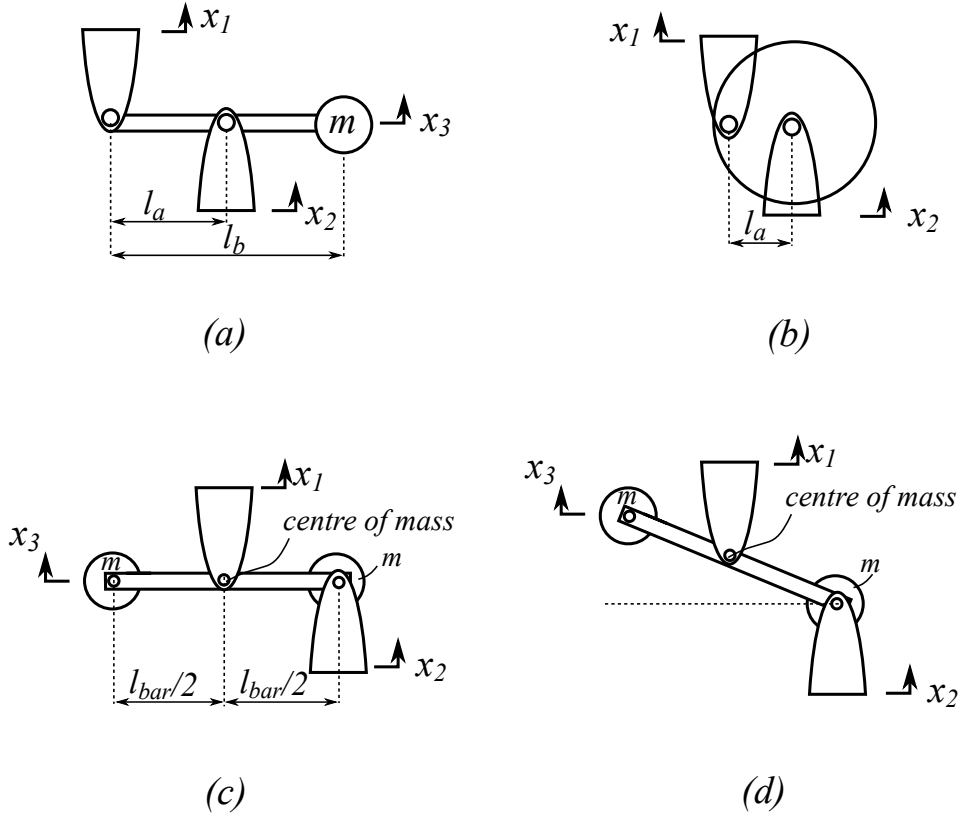 x1
x1
m
x3
la
x2
x2
lb
la
(a)
(b)
x1
x1
x3
centre of mass
x3
m
centre of mass
m
m
m
lbar/2
lbar/2
x2
x2
(c)
(d)